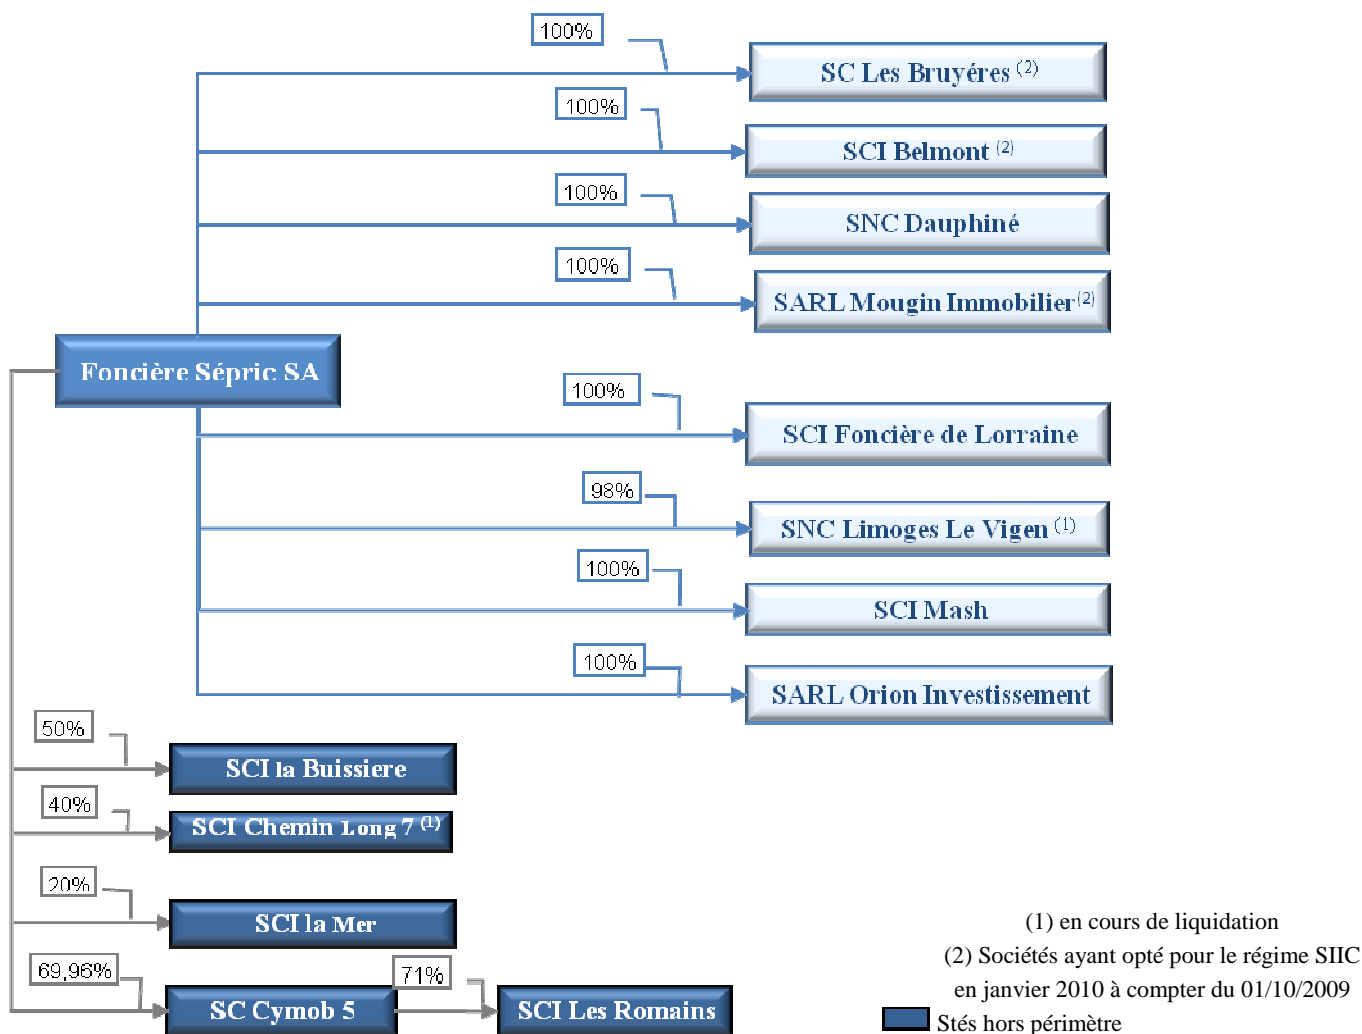 100%
SC Les Bruyéres (2)
100%
SCI Belmont (2)
100%
SNC Dauphiné
100%
SARL Mougin Immobilier(2)
Foncière Sépric SA
100%
SCI Foncière de Lorraine
98%
SNC Limoges Le Vigen (1)
100%
SCI Mash
100%
SARL Orion Investissement
50%
SCI la Buissiere
40%
SCI Chemin Long 7 (1)
20%
SCI la Mer
69,96%
SC Cymob 5
71%
SCI Les Romains
(1) en cours de liquidation
(2) Sociétés ayant opté pour le régime SIIC
en janvier 2010 à compter du 01/10/2009
Stés hors périmètre